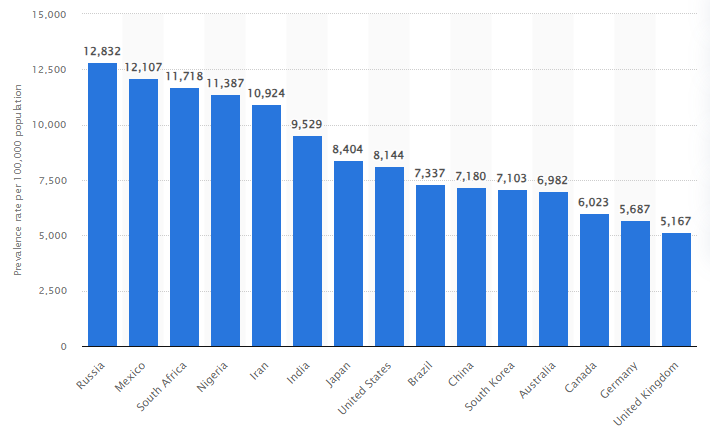 Prevalence rate per 100,000 population
15,000
12,500
10,000
7,500
5,000
2,500
0
12,832
12,107
11,718
11,387
10,924
9,529
8,404
8,144
7,337
7,180
7,103
6,982
6,023
5,687
5,167
Russia
Mexico
South Africa
Nigeria
Iran
India
Japan
United States
Brazil
China
South Korea
Australia
Canada
Germany
United Kingdom